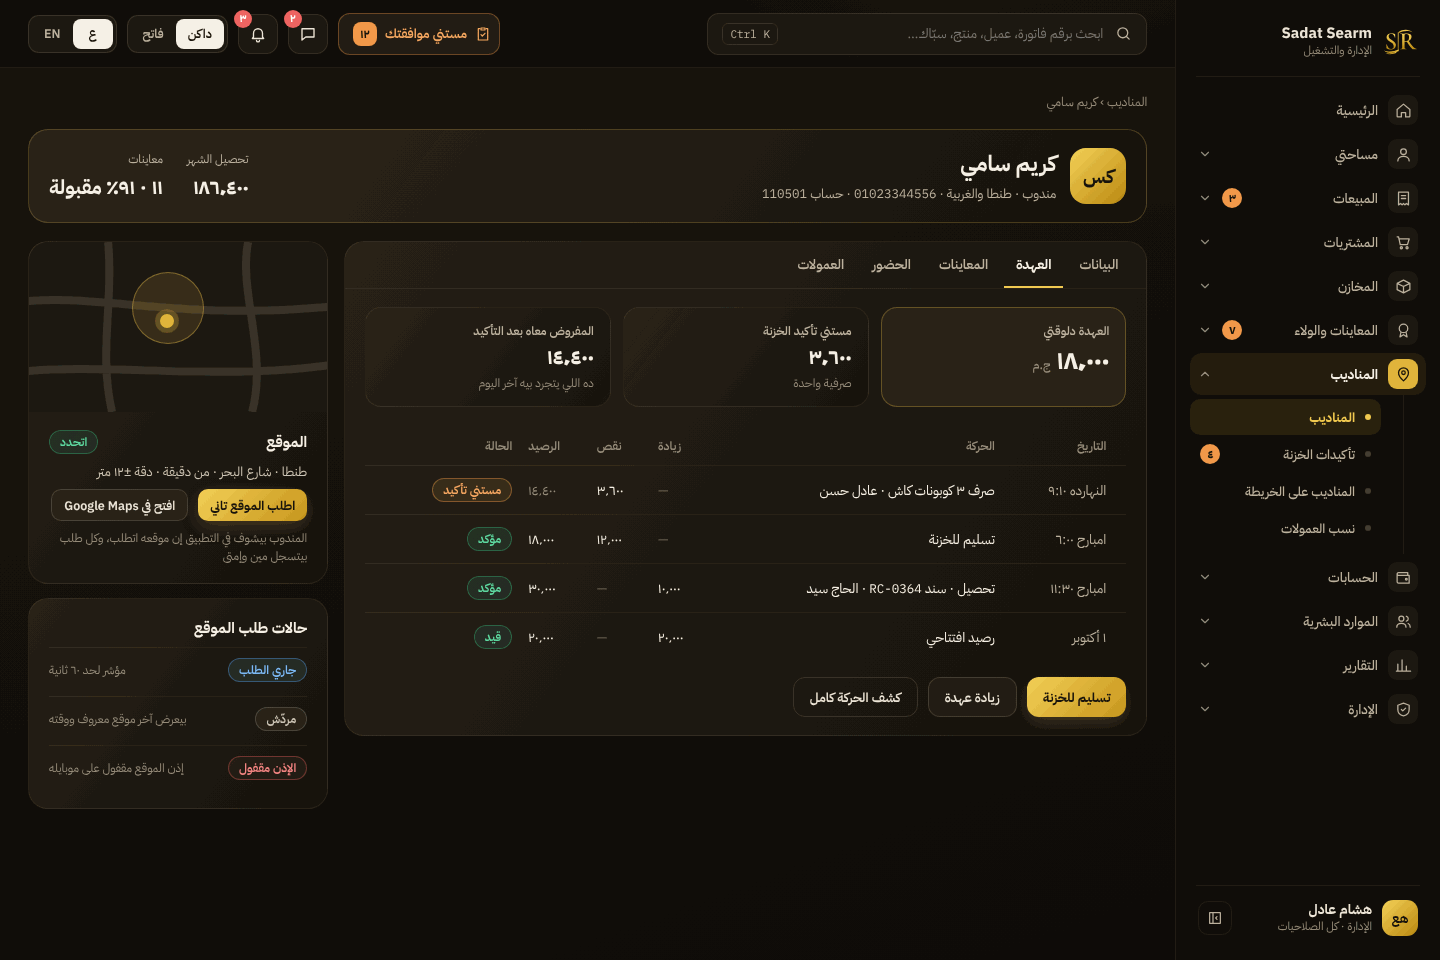 Sadat Searm
الإدارة والتشغيل
الرئيسية
مساحتي
المبيعات ٣
المشتريات
المخازن
المعاينات والولاء ٧
المناديب
المناديب
تأكيدات الخزنة ٤
المناديب على الخريطة
نسب العمولات
الحسابات
الموارد البشرية
التقارير
الإدارة
هع
هشام عادل
الإدارة · كل الصلاحيات
ابحث برقم فاتورة، عميل، منتج، سبّاك... Ctrl K
مستني موافقتك ١٢
٢
٣
داكن فاتح
ع EN
المناديب › كريم سامي
كس
كريم سامي
مندوب · طنطا والغربية · 01023344556 · حساب 110501
تحصيل الشهر
١٨٦,٤٠٠
معاينات
١١ · ٩١٪ مقبولة
البيانات العهدة المعاينات الحضور العمولات
العهدة دلوقتي
١٨,٠٠٠ ج.م
مستني تأكيد الخزنة
٣,٦٠٠
صرفية واحدة
المفروض معاه بعد التأكيد
١٤,٤٠٠
ده اللي يتجرد بيه آخر اليوم
التاريخ الحركة زيادة نقص الرصيد الحالة
النهارده ٩:١٠ صرف ٣ كوبونات كاش · عادل حسن — ٣,٦٠٠ ١٤,٤٠٠ مستني تأكيد
امبارح ٦:٠٠ تسليم للخزنة — ١٢,٠٠٠ ١٨,٠٠٠ مؤكد
امبارح ١١:٣٠ تحصيل · سند RC-0364 · الحاج سيد ١٠,٠٠٠ — ٣٠,٠٠٠ مؤكد
١ أكتوبر رصيد افتتاحي ٢٠,٠٠٠ — ٢٠,٠٠٠ قيد
تسليم للخزنة زيادة عهدة كشف الحركة كامل
الموقع اتحدد
طنطا · شارع البحر · من دقيقة · دقة ±١٢ متر
اطلب الموقع تاني افتح في Google Maps
المندوب بيشوف في التطبيق إن موقعه اتطلب، وكل طلب
بيتسجل مين وإمتى
حالات طلب الموقع
جاري الطلب مؤشر لحد ٦٠ ثانية
مردّش بيعرض آخر موقع معروف ووقته
الإذن مقفول إذن الموقع مقفول على موبايله